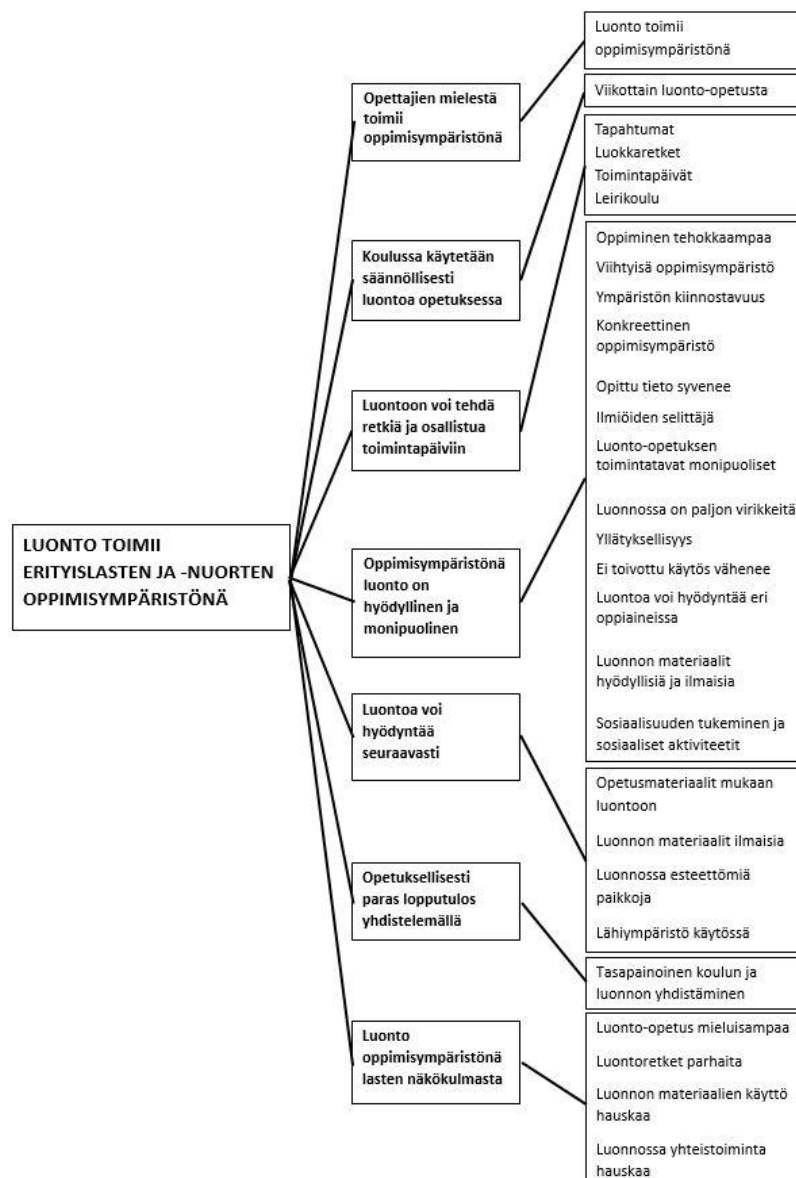 LUONTO TOIMII
ERITYISLASTEN JA -NUORTEN
OPPIMISYMPÄRISTÖNÄ
Opettajien mielestä
toimii
oppimisympäristönä
Koulussa käytetään
säännöllisesti
luontoa opetuksessa
Luontoon voi tehdä
retkiä ja osallistua
toimintapäiviin
Oppimisympäristönä
luonto on
hyödyllinen ja
monipuolinen
Luontoa voi
hyödyntää
seuraavasti
Opetuksellisesti
paras lopputulos
yhdistelemällä
Luonto
oppimisympäristönä
lasten näkökulmasta
Luonto toimii
oppimisympäristönä
Viikottain luonto-opetusta
Tapahtumat
Luokkaretket
Toimintapäivät
Leirikoulu
Oppiminen tehokkaampaa
Viihtyisä oppimisympäristö
Ympäristön kiinnostavuus
Konkreettinen
oppimisympäristö
Opittu tieto syvenee
Ilmiöiden selittäjä
Luonto-opetuksen
toimintatavat monipuoliset
Luonnossa on paljon virikkeitä
Yllätyksellisyys
Ei toivottu käytös vähenee
Luontoa voi hyödyntää eri
oppiaineissa
Luonnon materiaalit
hyödyllisiä ja ilmaisia
Sosiaalisuuden tukeminen ja
sosiaaliset aktiviteetit
Opetusmateriaalit mukaan
luontoon
Luonnon materiaalit ilmaisia
Luonnossa esteettömiä
paikkoja
Lähiympäristö käytössä
Tasapainoinen koulun ja
luonnon yhdistäminen
Luonto-opetus mieluisampaa
Luontoretket parhaita
Luonnon materiaalien käyttö
hauskaa
Luonnossa yhteistoiminta
hauskaa